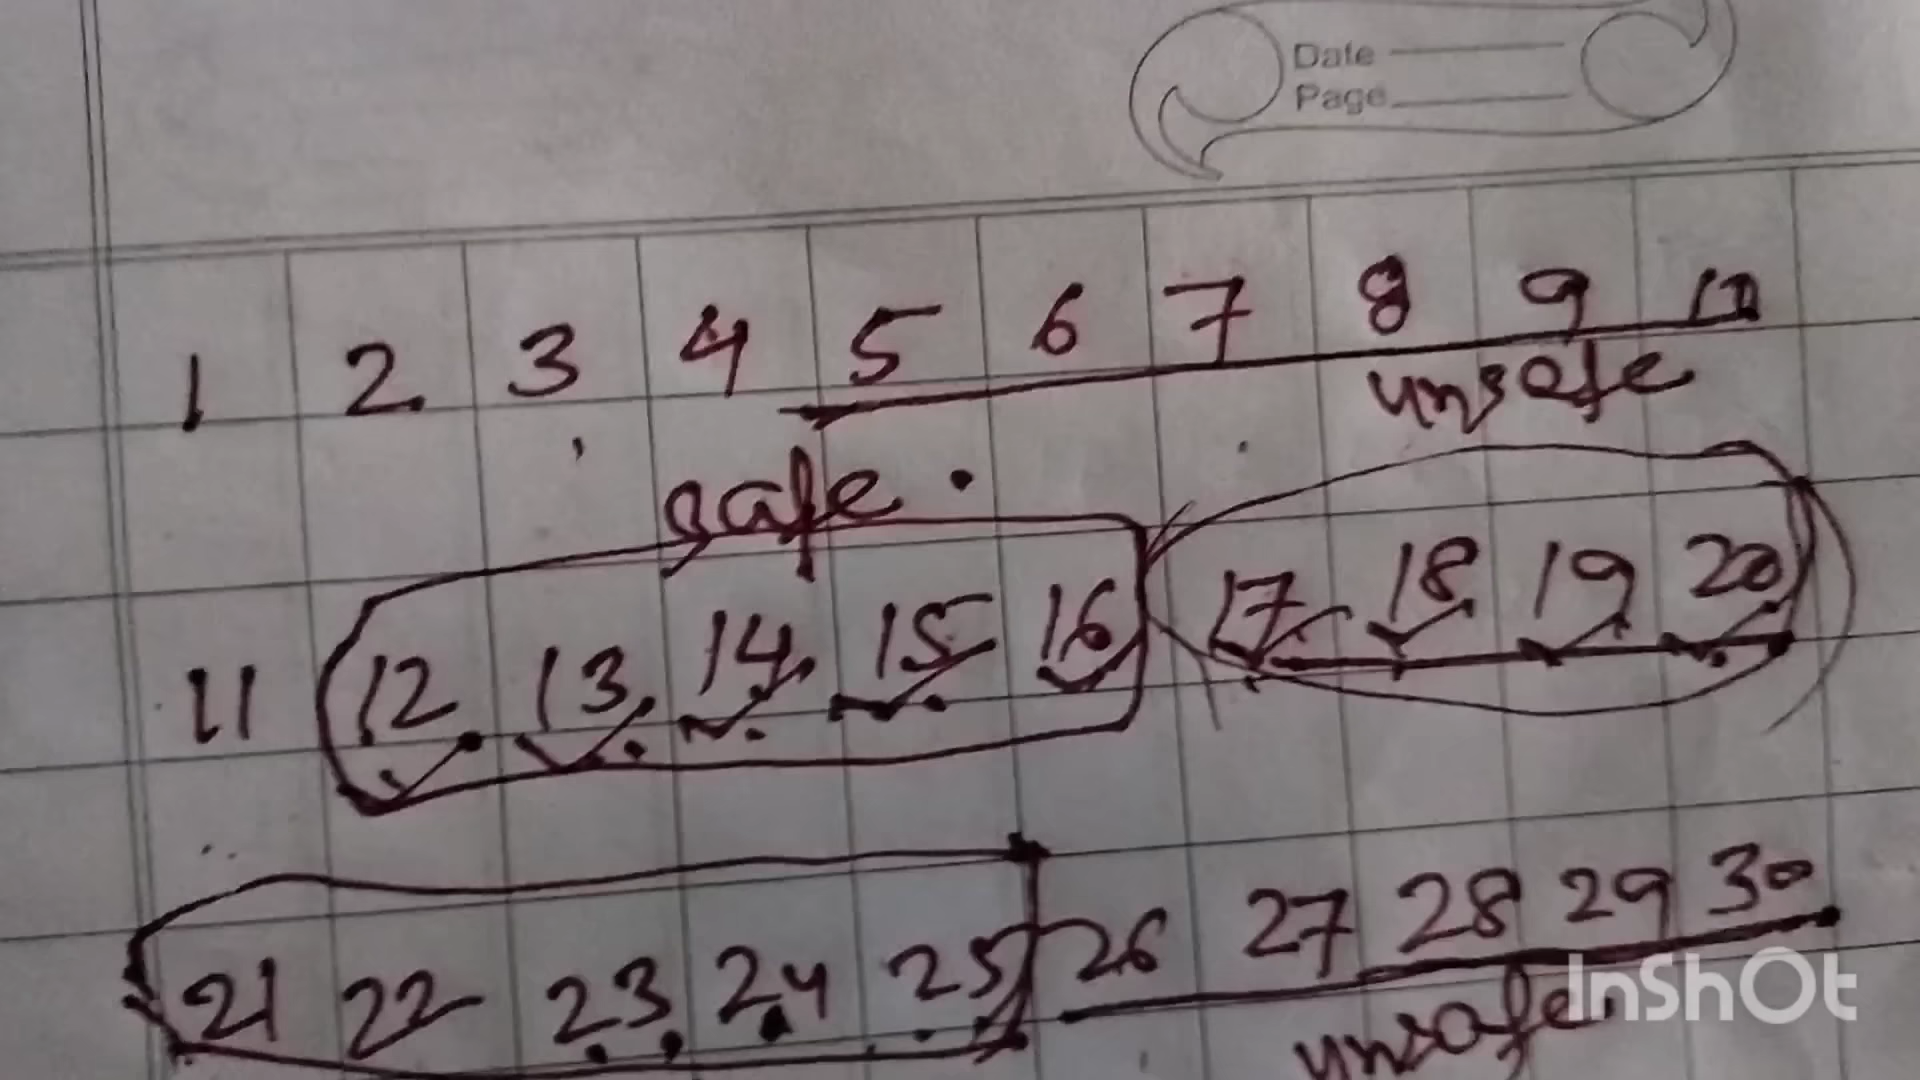 Date
Page
1 2 3 4 5 6 7 8 9 10
unsafe
safe
11 12 13 14 15 16 17 18 19 20
21 22 23 24 25 26 27 28 29 30
unsafe
InShOt